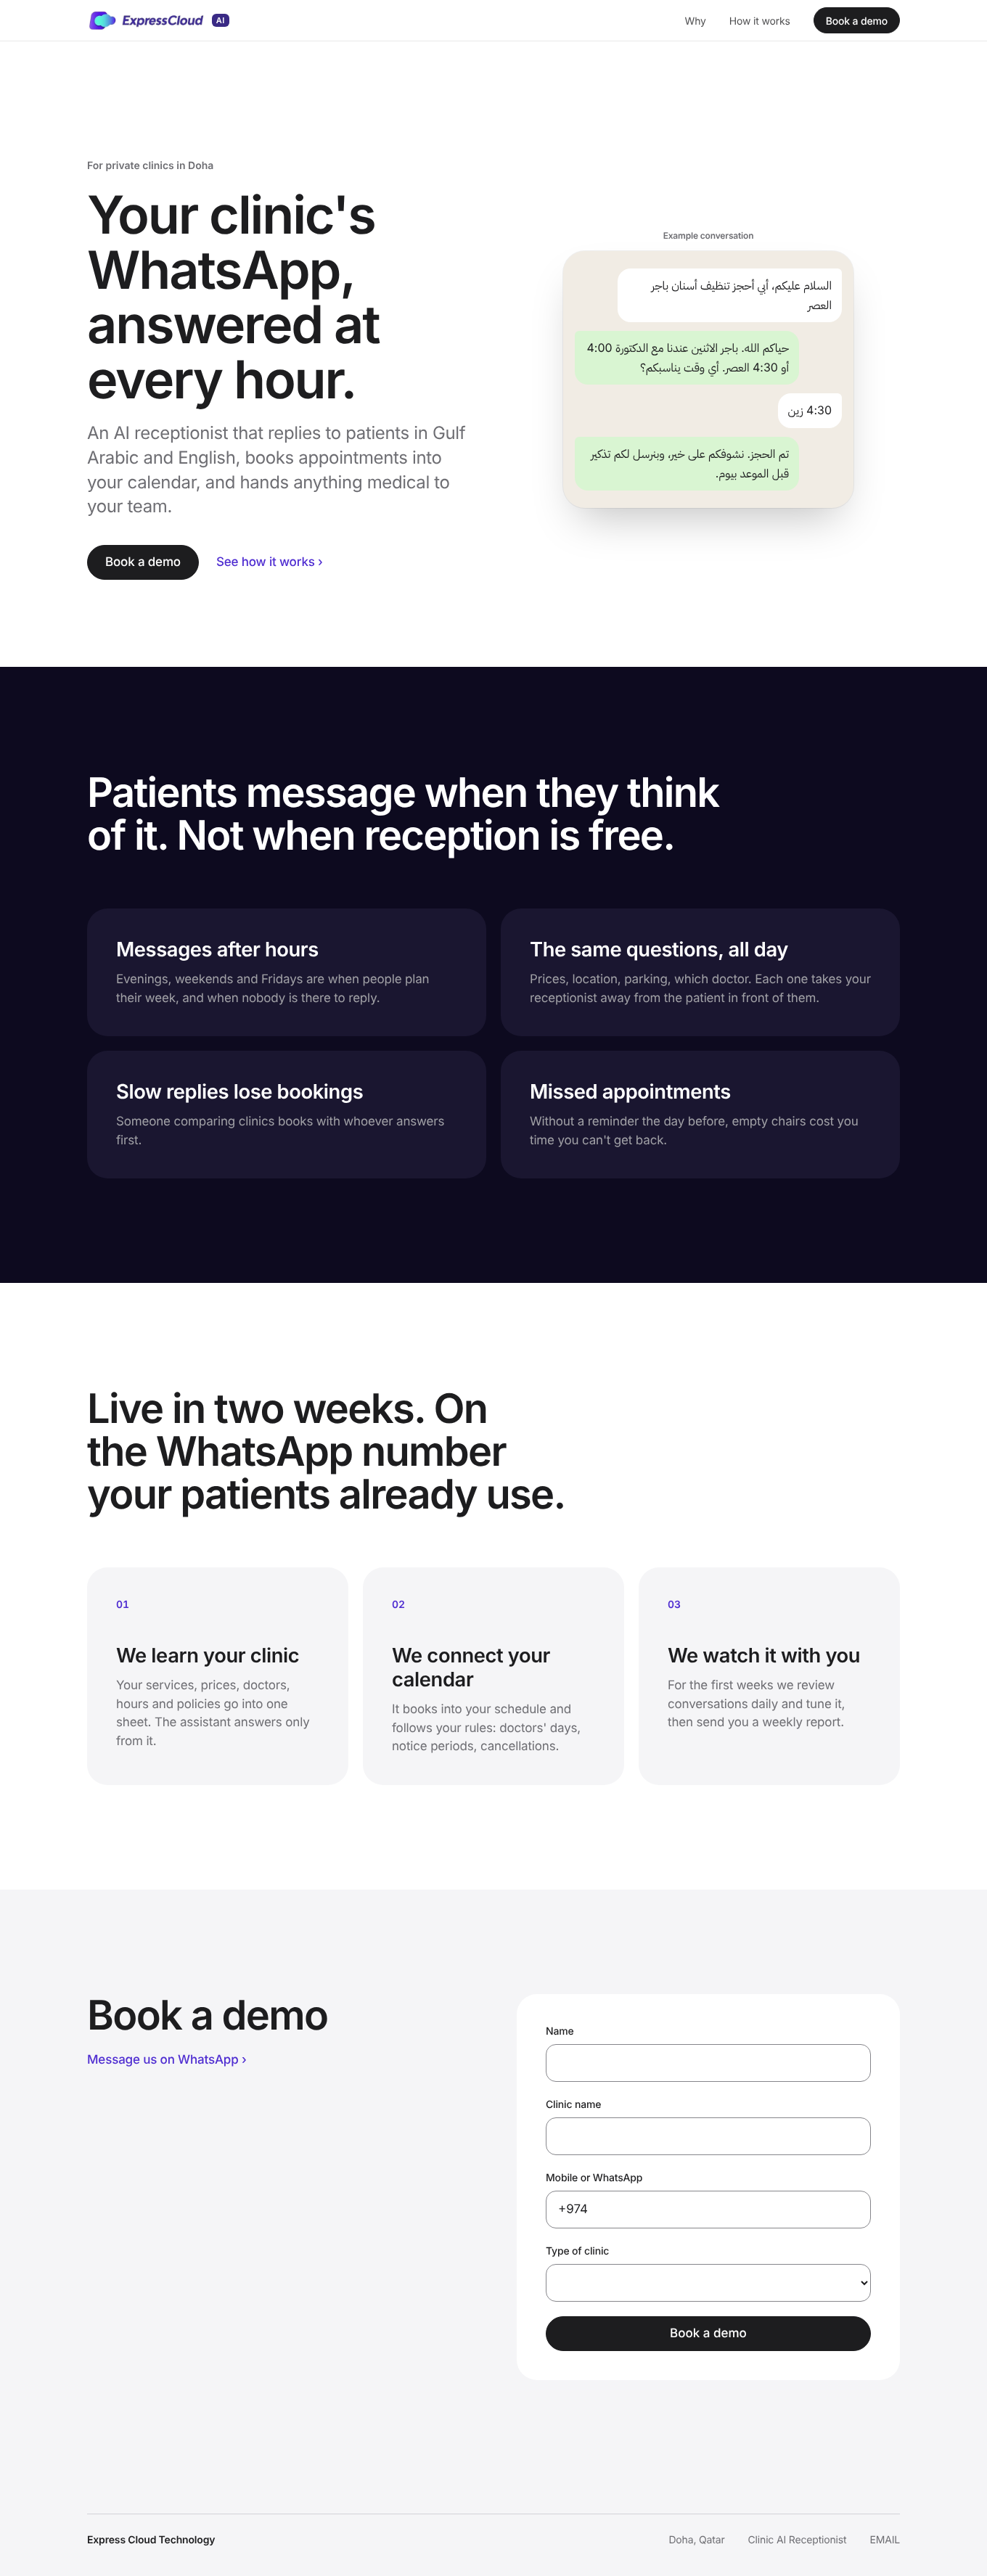 ExpressCloud AI
Why How it works Book a demo
For private clinics in Doha
Your clinic's
WhatsApp,
answered at
every hour.
An AI receptionist that replies to patients in Gulf
Arabic and English, books appointments into
your calendar, and hands anything medical to
your team.
Book a demo See how it works ›
Example conversation
السلام عليكم، أبي أحجز تنظيف أسنان باجر
العصر
حياكم الله. باجر الاثنين عندنا مع الدكتورة 4:00
أو 4:30 العصر. أي وقت يناسبكم؟
4:30 زين
تم الحجز. نشوفكم على خير، وبنرسل لكم تذكير
قبل الموعد بيوم.
Patients message when they think
of it. Not when reception is free.
Messages after hours
Evenings, weekends and Fridays are when people plan
their week, and when nobody is there to reply.
The same questions, all day
Prices, location, parking, which doctor. Each one takes your
receptionist away from the patient in front of them.
Slow replies lose bookings
Someone comparing clinics books with whoever answers
first.
Missed appointments
Without a reminder the day before, empty chairs cost you
time you can't get back.
Live in two weeks. On
the WhatsApp number
your patients already use.
01
We learn your clinic
Your services, prices, doctors,
hours and policies go into one
sheet. The assistant answers only
from it.
02
We connect your
calendar
It books into your schedule and
follows your rules: doctors' days,
notice periods, cancellations.
03
We watch it with you
For the first weeks we review
conversations daily and tune it,
then send you a weekly report.
Book a demo
Message us on WhatsApp ›
Name
Clinic name
Mobile or WhatsApp
+974
Type of clinic
Book a demo
Express Cloud Technology
Doha, Qatar Clinic AI Receptionist EMAIL